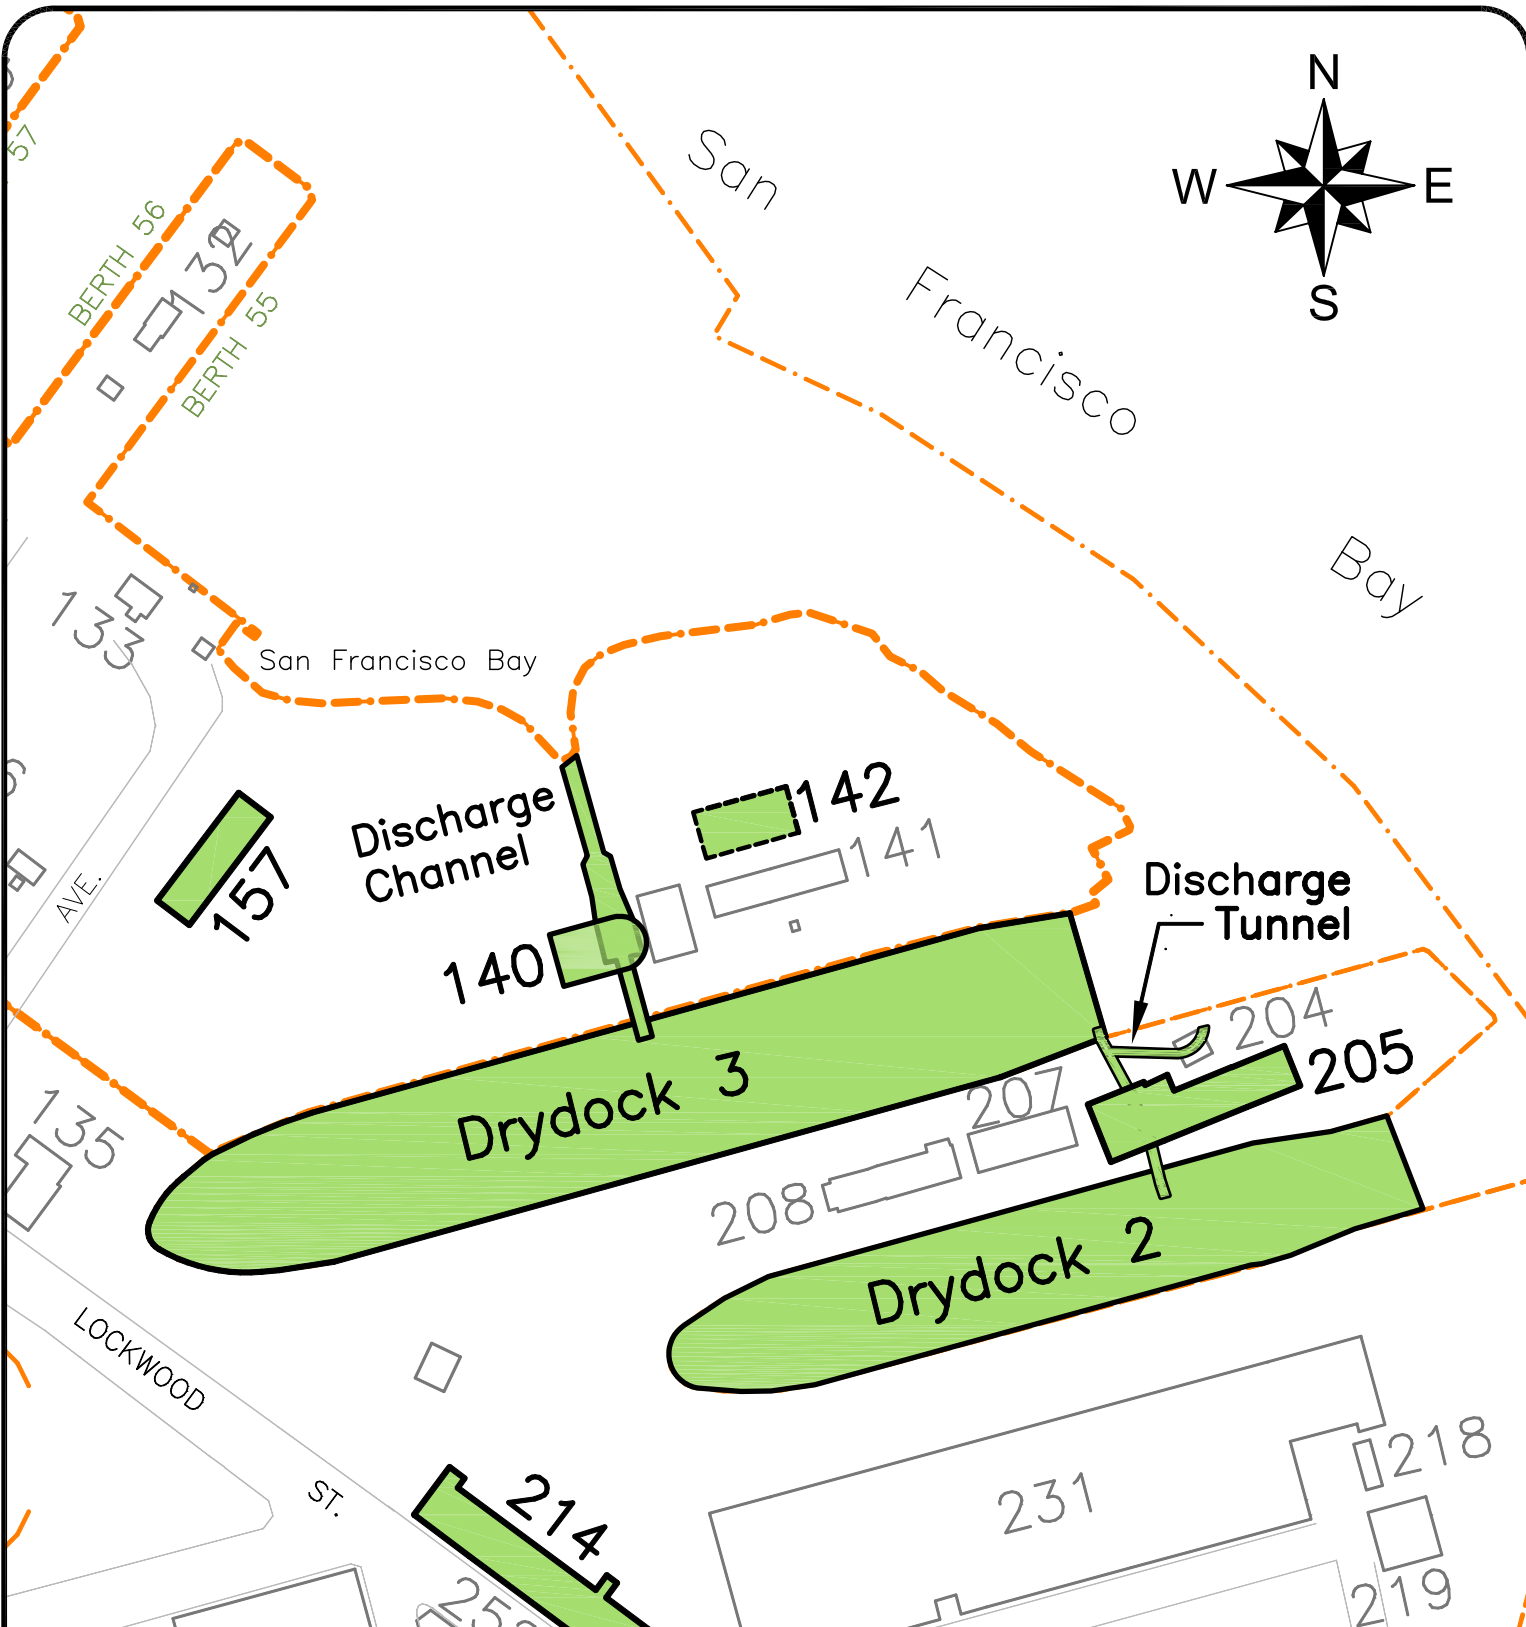 N
W E
S
San
Francisco
Bay
57
BERTH 56
132
BERTH 55
133
San Francisco Bay
AVE.
157
Discharge
Channel
142
141
140
Discharge
Tunnel
204
205
207
208
Drydock 3
Drydock 2
135
LOCKWOOD
ST.
214
231
218
219